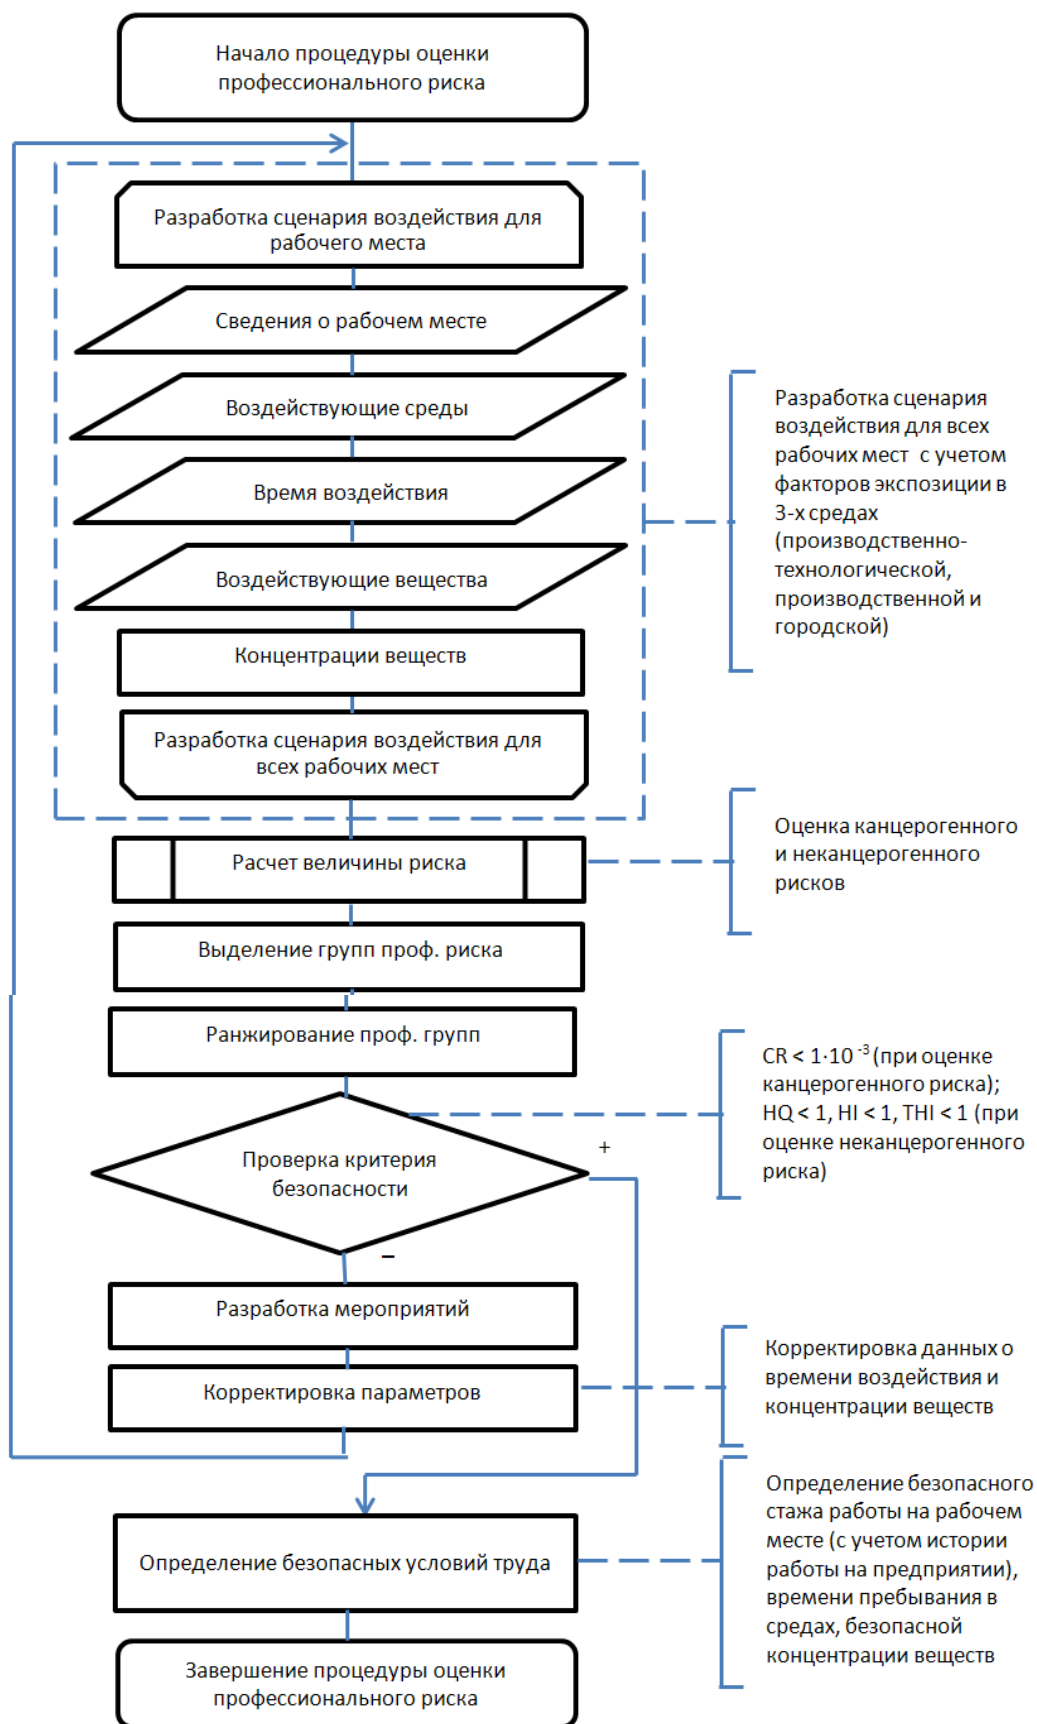 Начало процедуры оценки
профессионального риска
Разработка сценария воздействия для
рабочего места
Сведения о рабочем месте
Воздействующие среды
Время воздействия
Воздействующие вещества
Концентрации веществ
Разработка сценария воздействия для
всех рабочих мест
Разработка сценария
воздействия для всех
рабочих мест с учетом
факторов экспозиции в
3-х средах
(производственно-
технологической,
производственной и
городской)
Расчет величины риска
Оценка канцерогенного
и неканцерогенного
рисков
Выделение групп проф. риска
Ранжирование проф. групп
CR < 1·10 ⁻³ (при оценке
канцерогенного риска);
HQ < 1, HI < 1, THI < 1 (при
оценке неканцерогенного
риска)
Проверка критерия
безопасности
+
–
Разработка мероприятий
Корректировка параметров
Корректировка данных о
времени воздействия и
концентрации веществ
Определение безопасных условий труда
Определение безопасного
стажа работы на рабочем
месте (с учетом истории
работы на предприятии),
времени пребывания в
средах, безопасной
концентрации веществ
Завершение процедуры оценки
профессионального риска